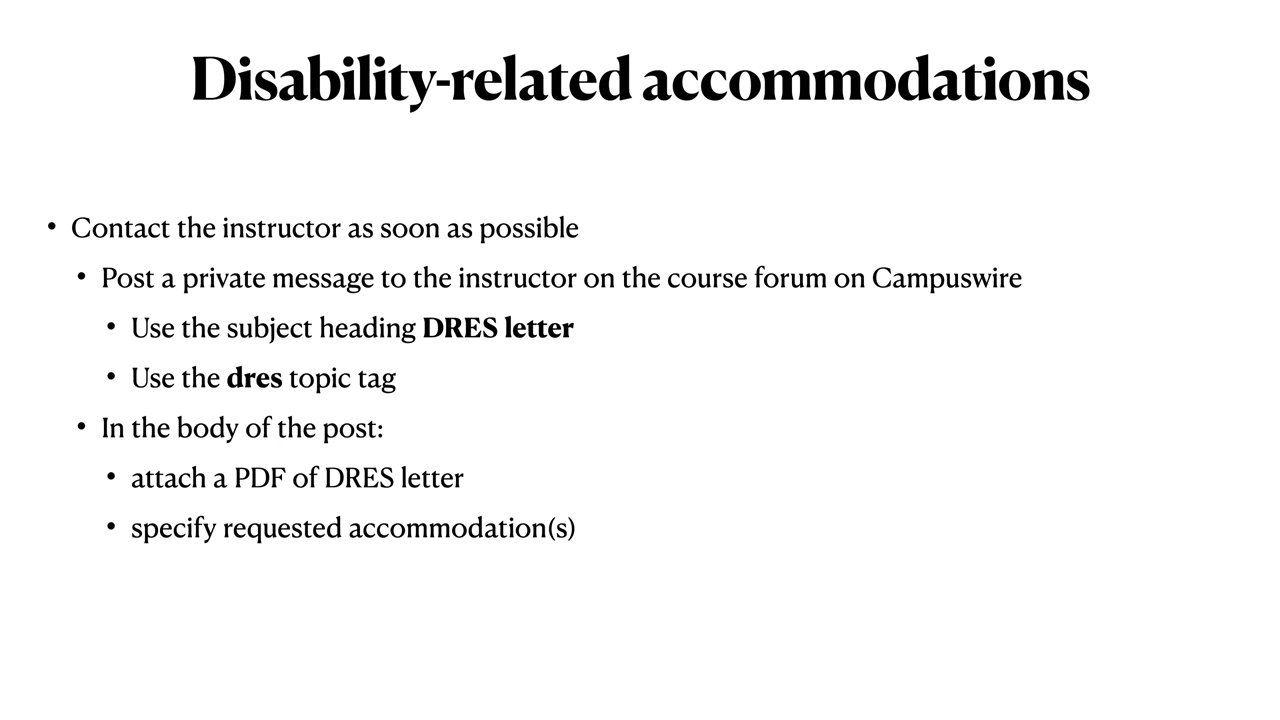 Disability-related accommodations
• Contact the instructor as soon as possible
• Post a private message to the instructor on the course forum on Campuswire
• Use the subject heading DRES letter
• Use the dres topic tag
• In the body of the post:
• attach a PDF of DRES letter
• specify requested accommodation(s)